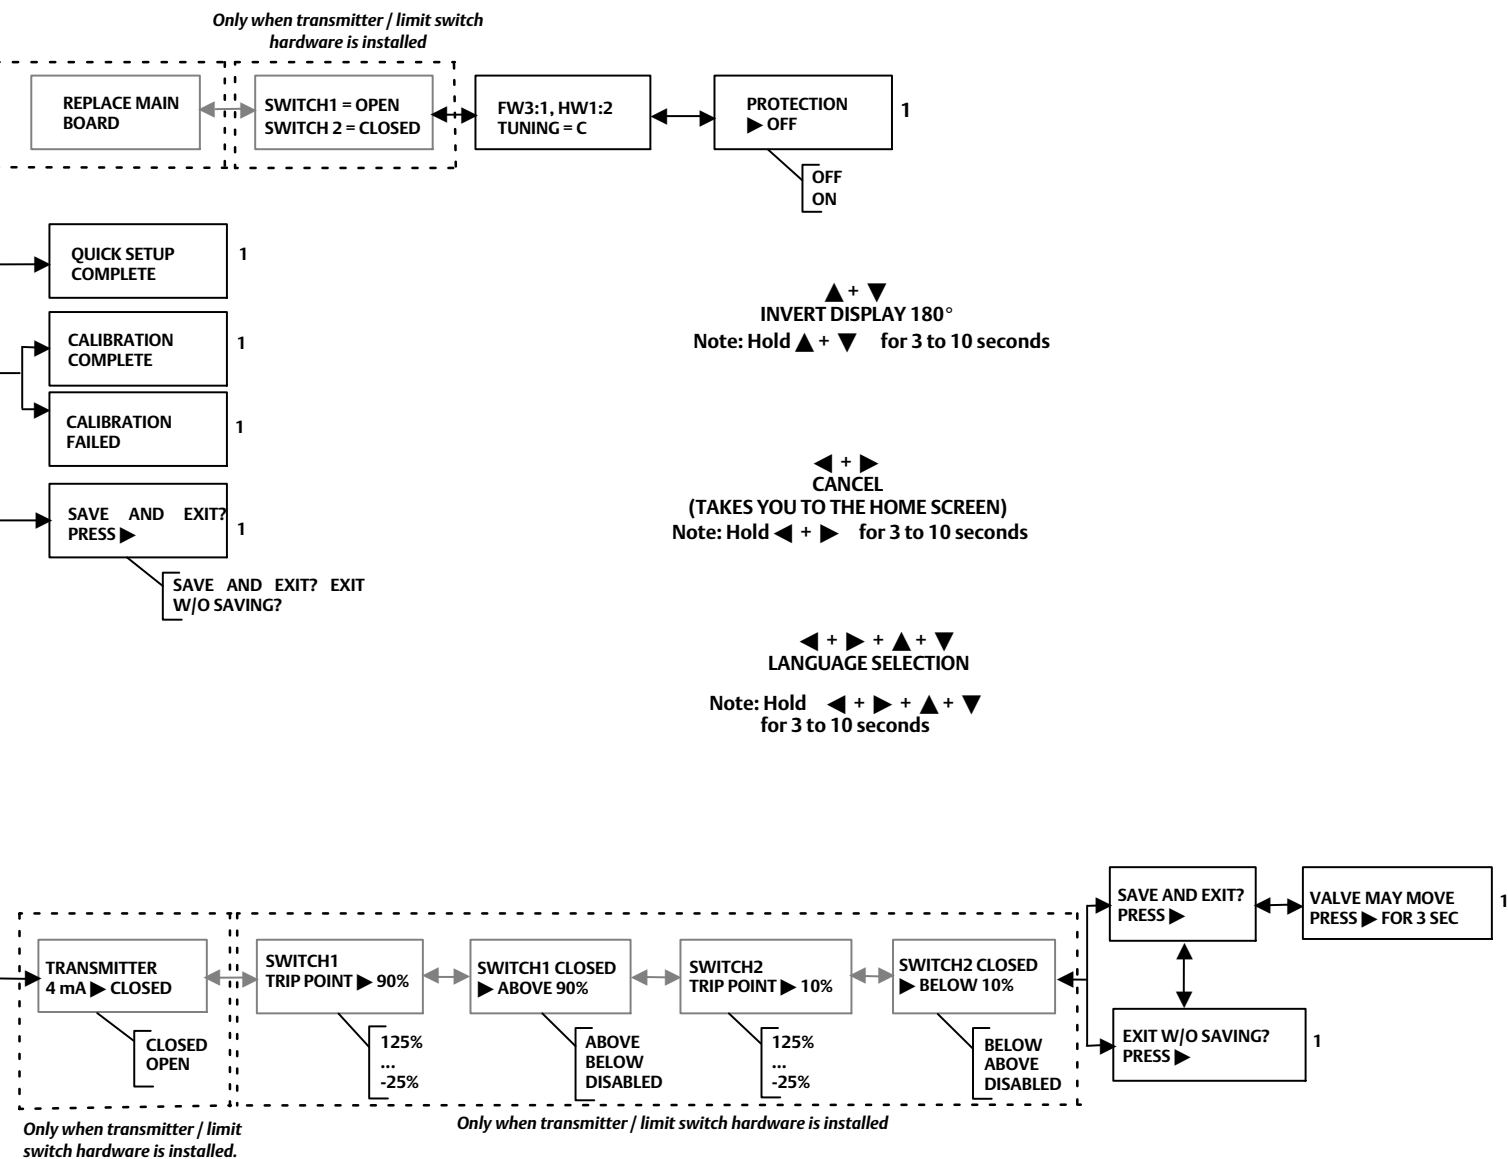 Only when transmitter / limit switch
hardware is installed
REPLACE MAIN
BOARD
SWITCH1 = OPEN
SWITCH 2 = CLOSED
FW3:1, HW1:2
TUNING = C
PROTECTION
▶ OFF
1
OFF
ON
QUICK SETUP
COMPLETE
1
CALIBRATION
COMPLETE
1
CALIBRATION
FAILED
1
SAVE AND EXIT?
PRESS ▶
1
SAVE AND EXIT? EXIT
W/O SAVING?
▲ + ▼
INVERT DISPLAY 180°
Note: Hold ▲ + ▼ for 3 to 10 seconds
◀ + ▶
CANCEL
(TAKES YOU TO THE HOME SCREEN)
Note: Hold ◀ + ▶ for 3 to 10 seconds
◀ + ▶ + ▲ + ▼
LANGUAGE SELECTION
Note: Hold ◀ + ▶ + ▲ + ▼
for 3 to 10 seconds
TRANSMITTER
4 mA ▶ CLOSED
CLOSED
OPEN
SWITCH1
TRIP POINT ▶ 90%
125%
...
-25%
SWITCH1 CLOSED
▶ ABOVE 90%
ABOVE
BELOW
DISABLED
SWITCH2
TRIP POINT ▶ 10%
125%
...
-25%
SWITCH2 CLOSED
▶ BELOW 10%
BELOW
ABOVE
DISABLED
SAVE AND EXIT?
PRESS ▶
VALVE MAY MOVE
PRESS ▶ FOR 3 SEC
1
EXIT W/O SAVING?
PRESS ▶
1
Only when transmitter / limit
switch hardware is installed.
Only when transmitter / limit switch hardware is installed